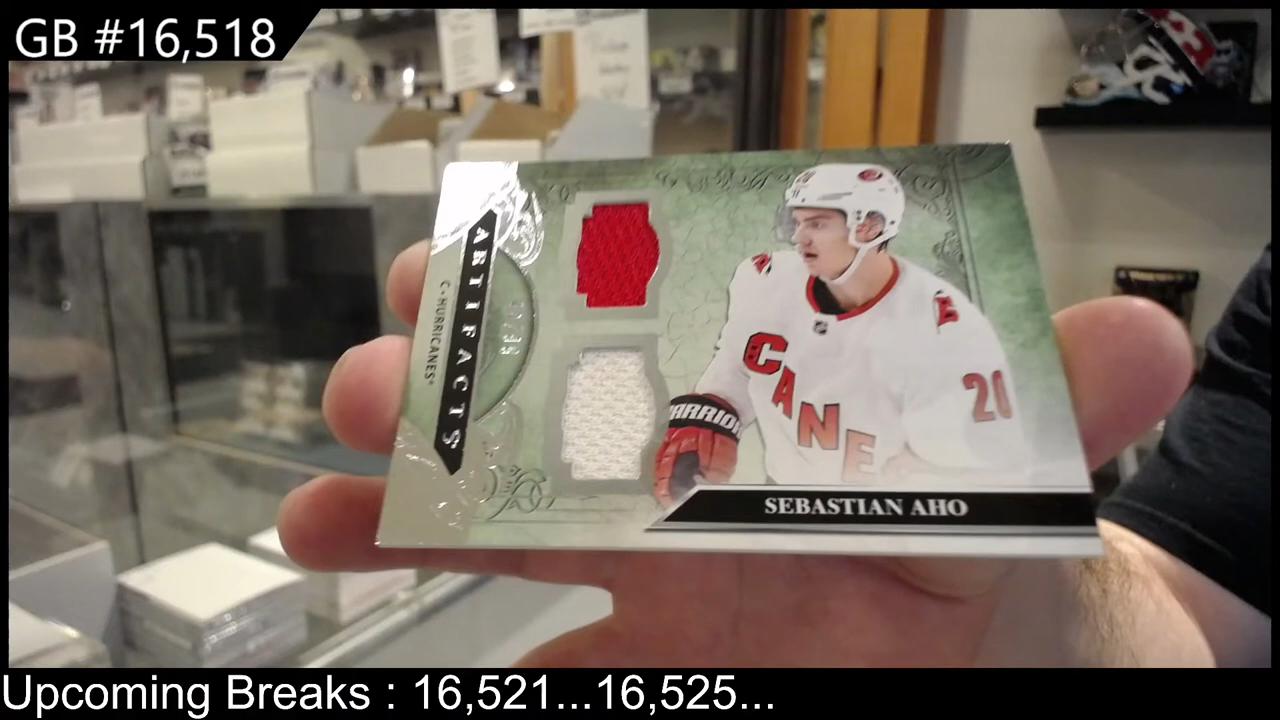 GB #16,518
ARTIFACTS
C • HURRICANES®
CANE
20
WARRIOR
SEBASTIAN AHO
Upcoming Breaks : 16,521...16,525...